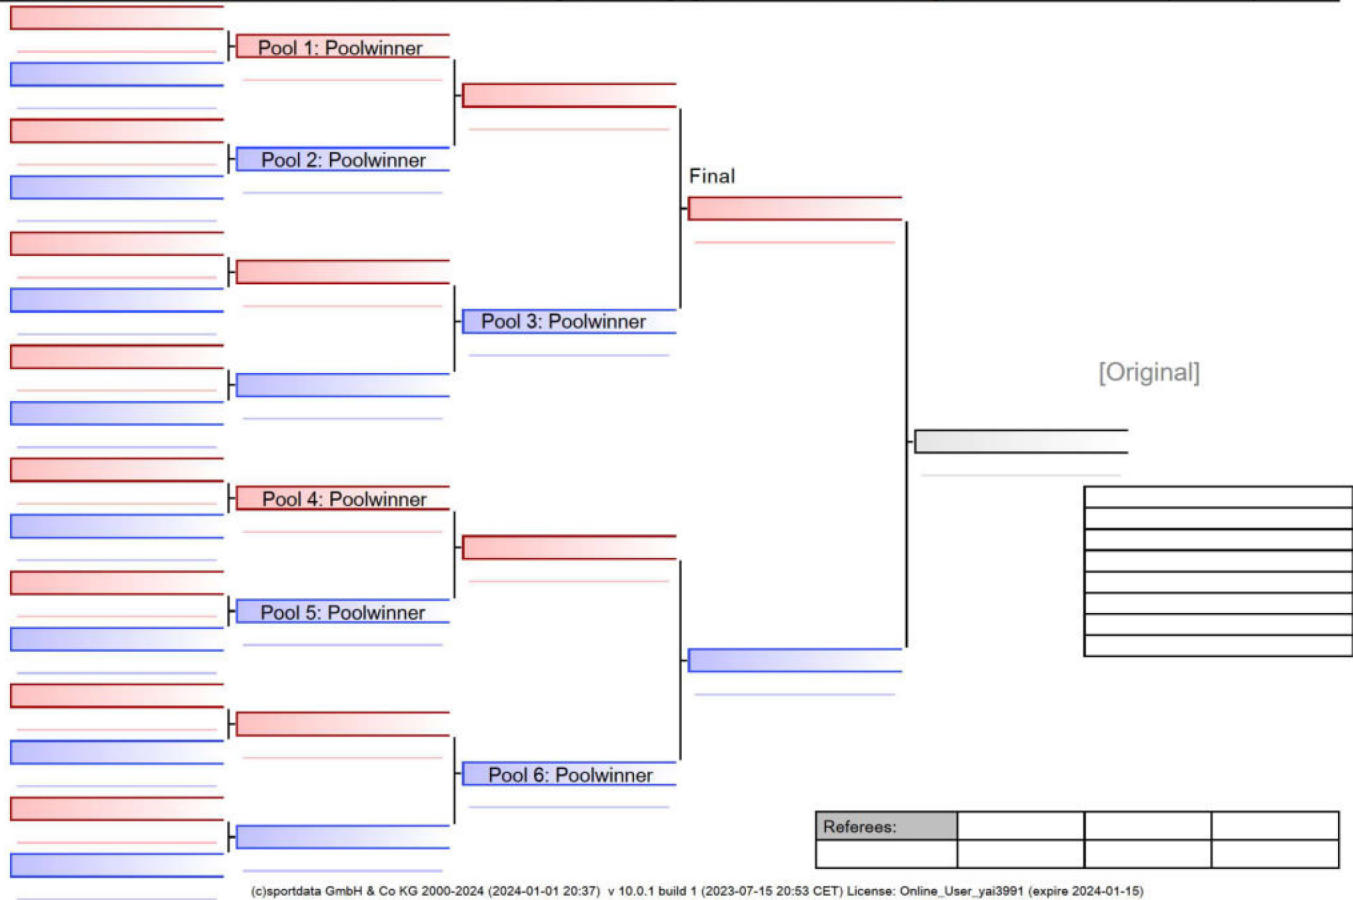 Pool 1: Poolwinner
Pool 2: Poolwinner
Final
Pool 3: Poolwinner
[Original]
Pool 4: Poolwinner
Pool 5: Poolwinner
Pool 6: Poolwinner
Referees:
(c)sportdata GmbH & Co KG 2000-2024 (2024-01-01 20:37) v 10.0.1 build 1 (2023-07-15 20:53 CET) License: Online_User_yai3991 (expire 2024-01-15)